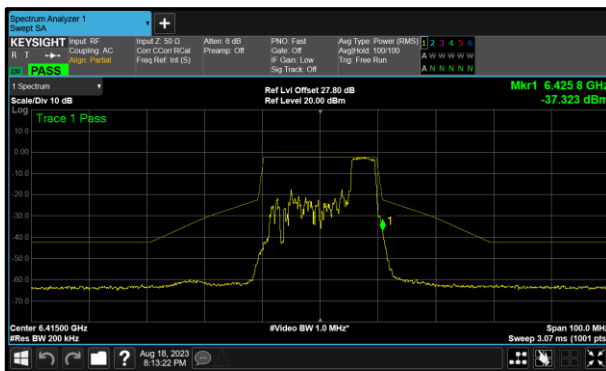 Spectrum Analyzer 1
Swept SA
KEYSIGHT
R T
PASS
Input: RF
Coupling: AC
Align: Partial
Input Z: 50 Ω
Corr CCorr RCal
Freq Ref: Int (S)
Atten: 6 dB
Preamp: Off
PNO: Fast
Gate: Off
IF Gain: Low
Sig Track: Off
Avg Type: Power (RMS)
Avg|Hold: 100/100
Trig: Free Run
1 2 3 4 5 6
A W W W W W
A N N N N N
1 Spectrum
Scale/Div 10 dB
Ref Lvl Offset 27.80 dB
Ref Level 20.00 dBm
Mkr1 6.425 8 GHz
-37.323 dBm
Log
Trace 1 Pass
10.0
0.00
-10.0
-20.0
-30.0
-40.0
-50.0
-60.0
-70.0
1
Center 6.41500 GHz
#Res BW 200 kHz
#Video BW 1.0 MHz*
Span 100.0 MHz
Sweep 3.07 ms (1001 pts)
?
Aug 18, 2023
8:13:22 PM